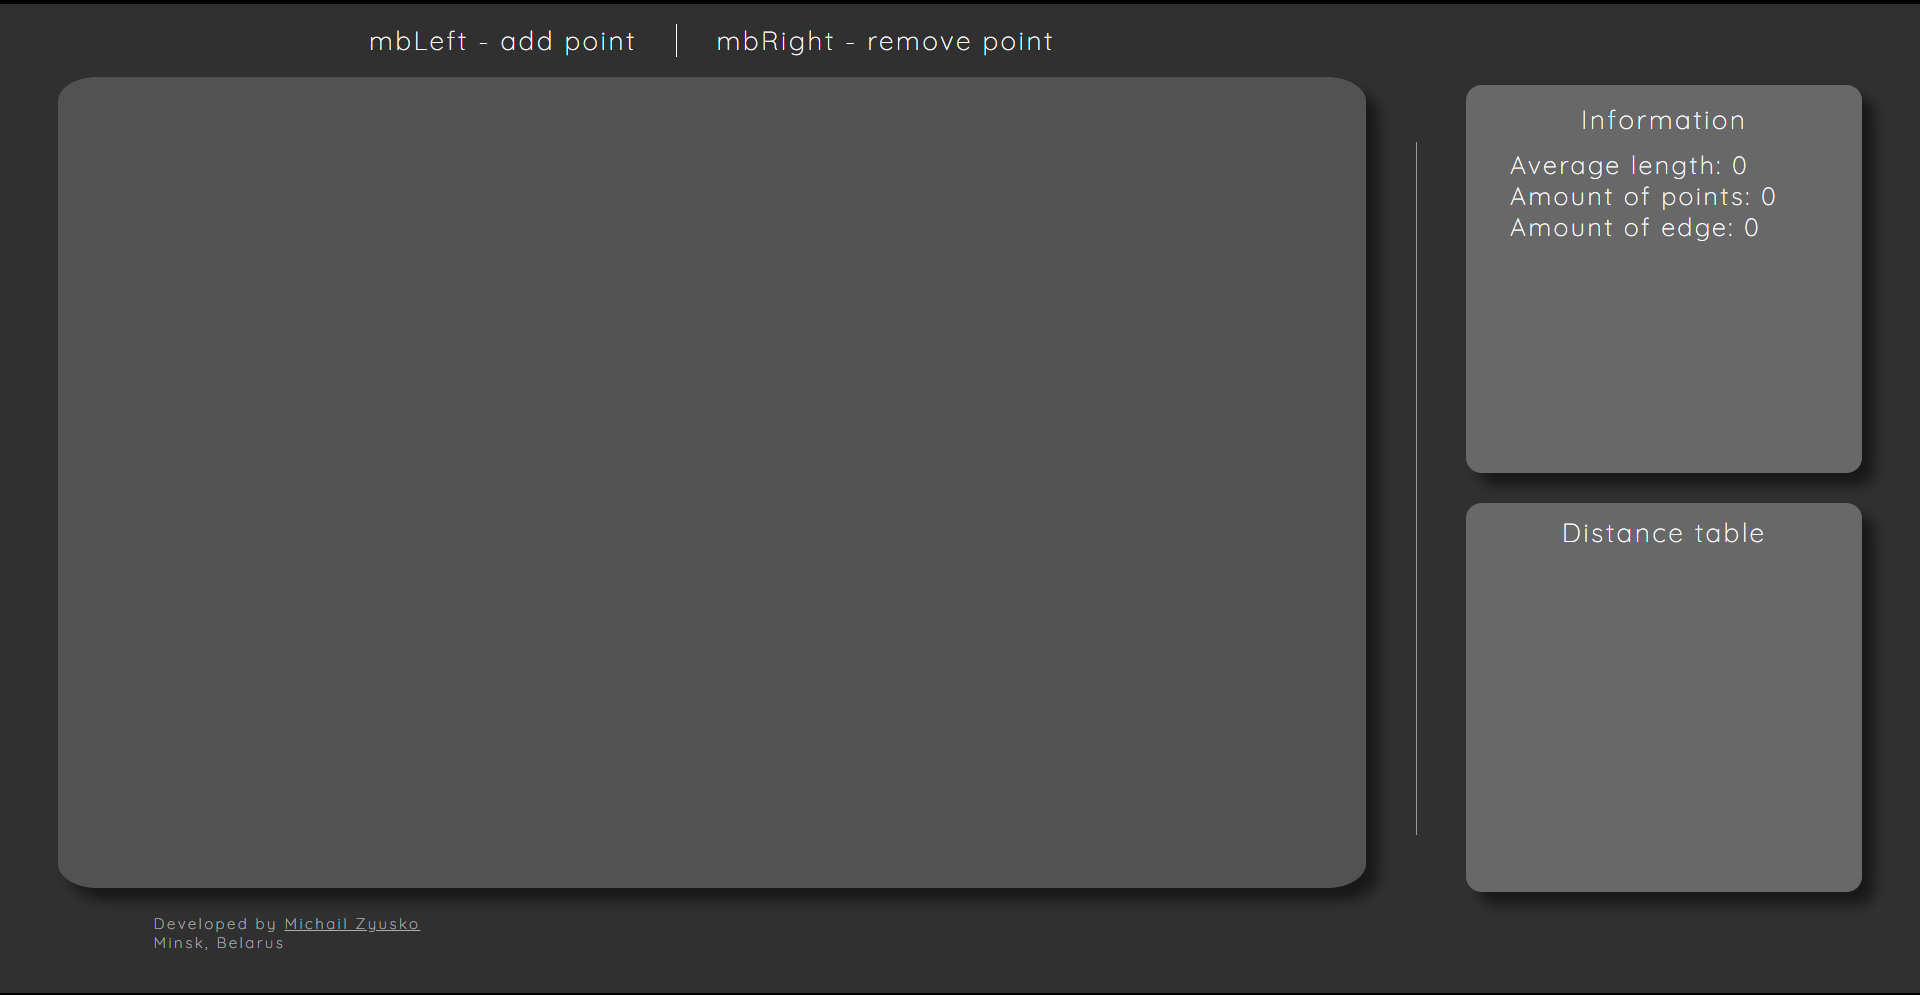 mbLeft - add point
mbRight - remove point
Information
Average length: 0
Amount of points: 0
Amount of edge: 0
Distance table
Developed by Michail Zyusko
Minsk, Belarus